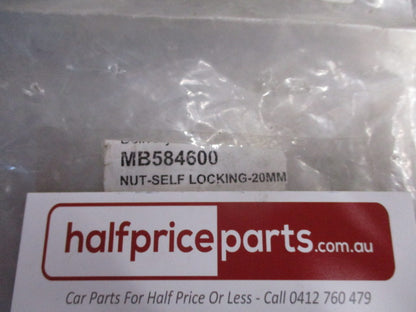 Delivery
MB584600
NUT-SELF LOCKING-20MM
halfpriceparts.com.au
Car Parts For Half Price Or Less - Call 0412 760 479